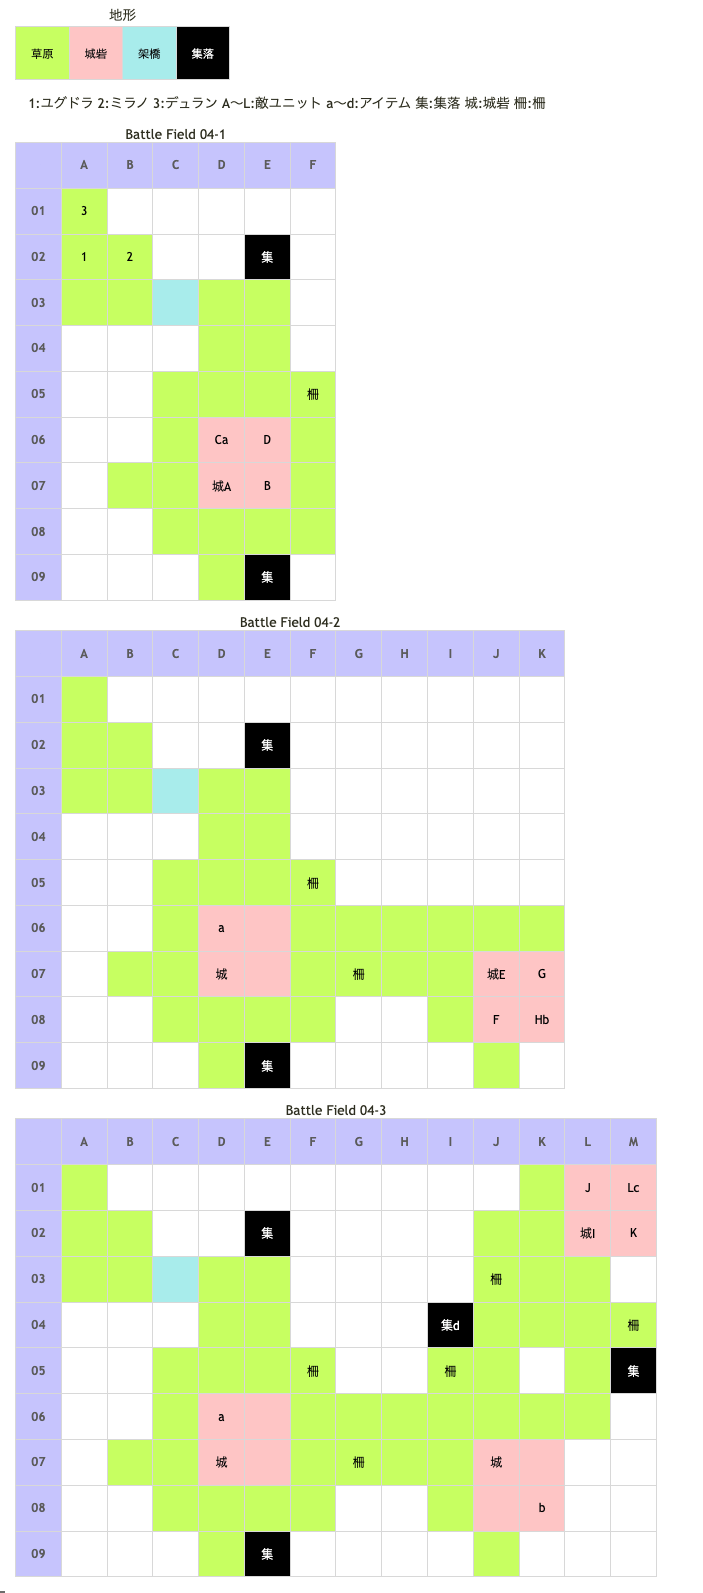 地形
草原 城砦 架橋 集落
1:ユグドラ 2:ミラノ 3:デュラン A～L:敵ユニット a～d:アイテム 集:集落 城:城砦 柵:柵
Battle Field 04-1
A B C D E F
01 3
02 1 2 集
03
04
05 柵
06 Ca D
07 城A B
08
09 集
Battle Field 04-2
A B C D E F G H I J K
01
02 集
03
04
05 柵
06 a
07 城 柵 城E G
08 F Hb
09 集
Battle Field 04-3
A B C D E F G H I J K L M
01 J Lc
02 集 城I K
03 柵
04 集d 柵
05 柵 柵 集
06 a
07 城 柵 城
08 b
09 集